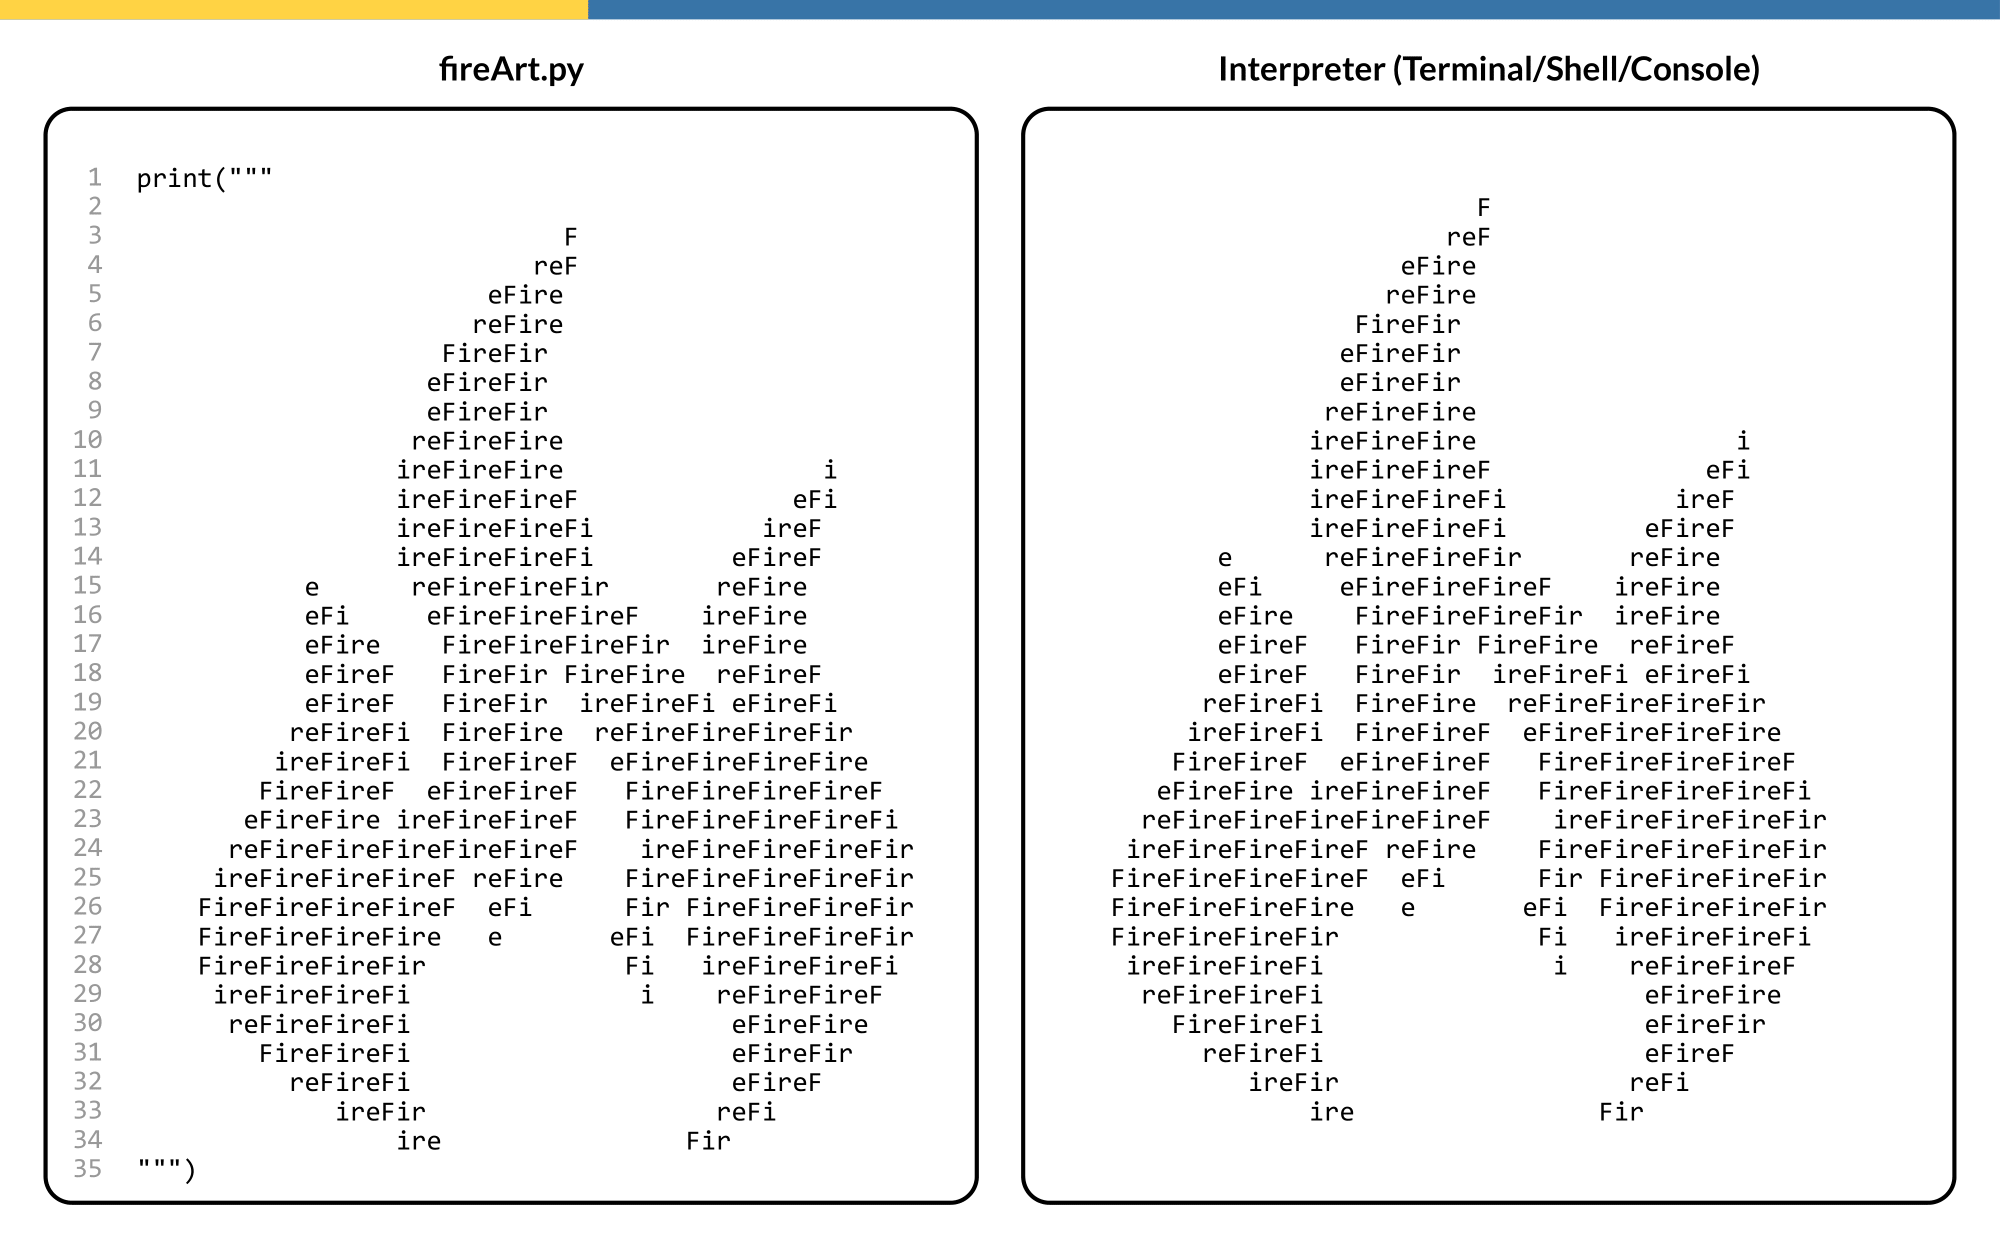 fireArt.py
1 print("""
2
3                             F
4                           reF
5                        eFire
6                       reFire
7                     FireFir
8                    eFireFir
9                    eFireFir
10                   reFireFire
11                  ireFireFire                 i
12                  ireFireFireF              eFi
13                  ireFireFireFi           ireF
14                  ireFireFireFi         eFireF
15            e      reFireFireFir       reFire
16            eFi     eFireFireFireF    ireFire
17            eFire    FireFireFireFir  ireFire
18            eFireF   FireFir FireFire  reFireF
19            eFireF   FireFir  ireFireFi eFireFi
20           reFireFi  FireFire  reFireFireFireFir
21          ireFireFi  FireFireF  eFireFireFireFire
22         FireFireF  eFireFireF   FireFireFireFireF
23        eFireFire ireFireFireF   FireFireFireFireFi
24       reFireFireFireFireFireF    ireFireFireFireFir
25      ireFireFireFireF reFire    FireFireFireFireFir
26     FireFireFireFireF  eFi      Fir FireFireFireFir
27     FireFireFireFire   e       eFi  FireFireFireFir
28     FireFireFireFir             Fi   ireFireFireFi
29      ireFireFireFi               i    reFireFireF
30       reFireFireFi                     eFireFire
31         FireFireFi                     eFireFir
32           reFireFi                     eFireF
33              ireFir                   reFi
34                  ire                Fir
35 """)
Interpreter (Terminal/Shell/Console)
                             F
                           reF
                        eFire
                       reFire
                     FireFir
                    eFireFir
                    eFireFir
                   reFireFire
                  ireFireFire                 i
                  ireFireFireF              eFi
                  ireFireFireFi           ireF
                  ireFireFireFi         eFireF
            e      reFireFireFir       reFire
            eFi     eFireFireFireF    ireFire
            eFire    FireFireFireFir  ireFire
            eFireF   FireFir FireFire  reFireF
            eFireF   FireFir  ireFireFi eFireFi
           reFireFi  FireFire  reFireFireFireFir
          ireFireFi  FireFireF  eFireFireFireFire
         FireFireF  eFireFireF   FireFireFireFireF
        eFireFire ireFireFireF   FireFireFireFireFi
       reFireFireFireFireFireF    ireFireFireFireFir
      ireFireFireFireF reFire    FireFireFireFireFir
     FireFireFireFireF  eFi      Fir FireFireFireFir
     FireFireFireFire   e       eFi  FireFireFireFir
     FireFireFireFir             Fi   ireFireFireFi
      ireFireFireFi               i    reFireFireF
       reFireFireFi                     eFireFire
         FireFireFi                     eFireFir
           reFireFi                     eFireF
              ireFir                   reFi
                  ire                Fir